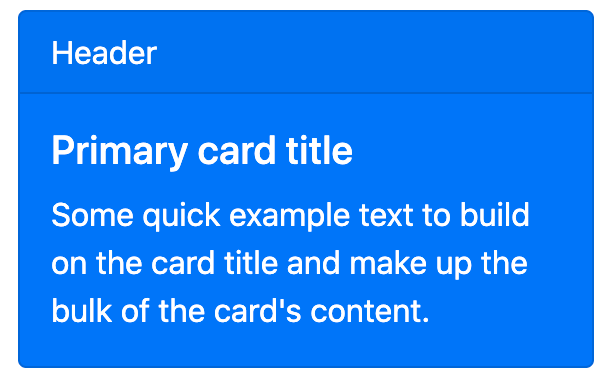 Header
Primary card title
Some quick example text to build
on the card title and make up the
bulk of the card's content.